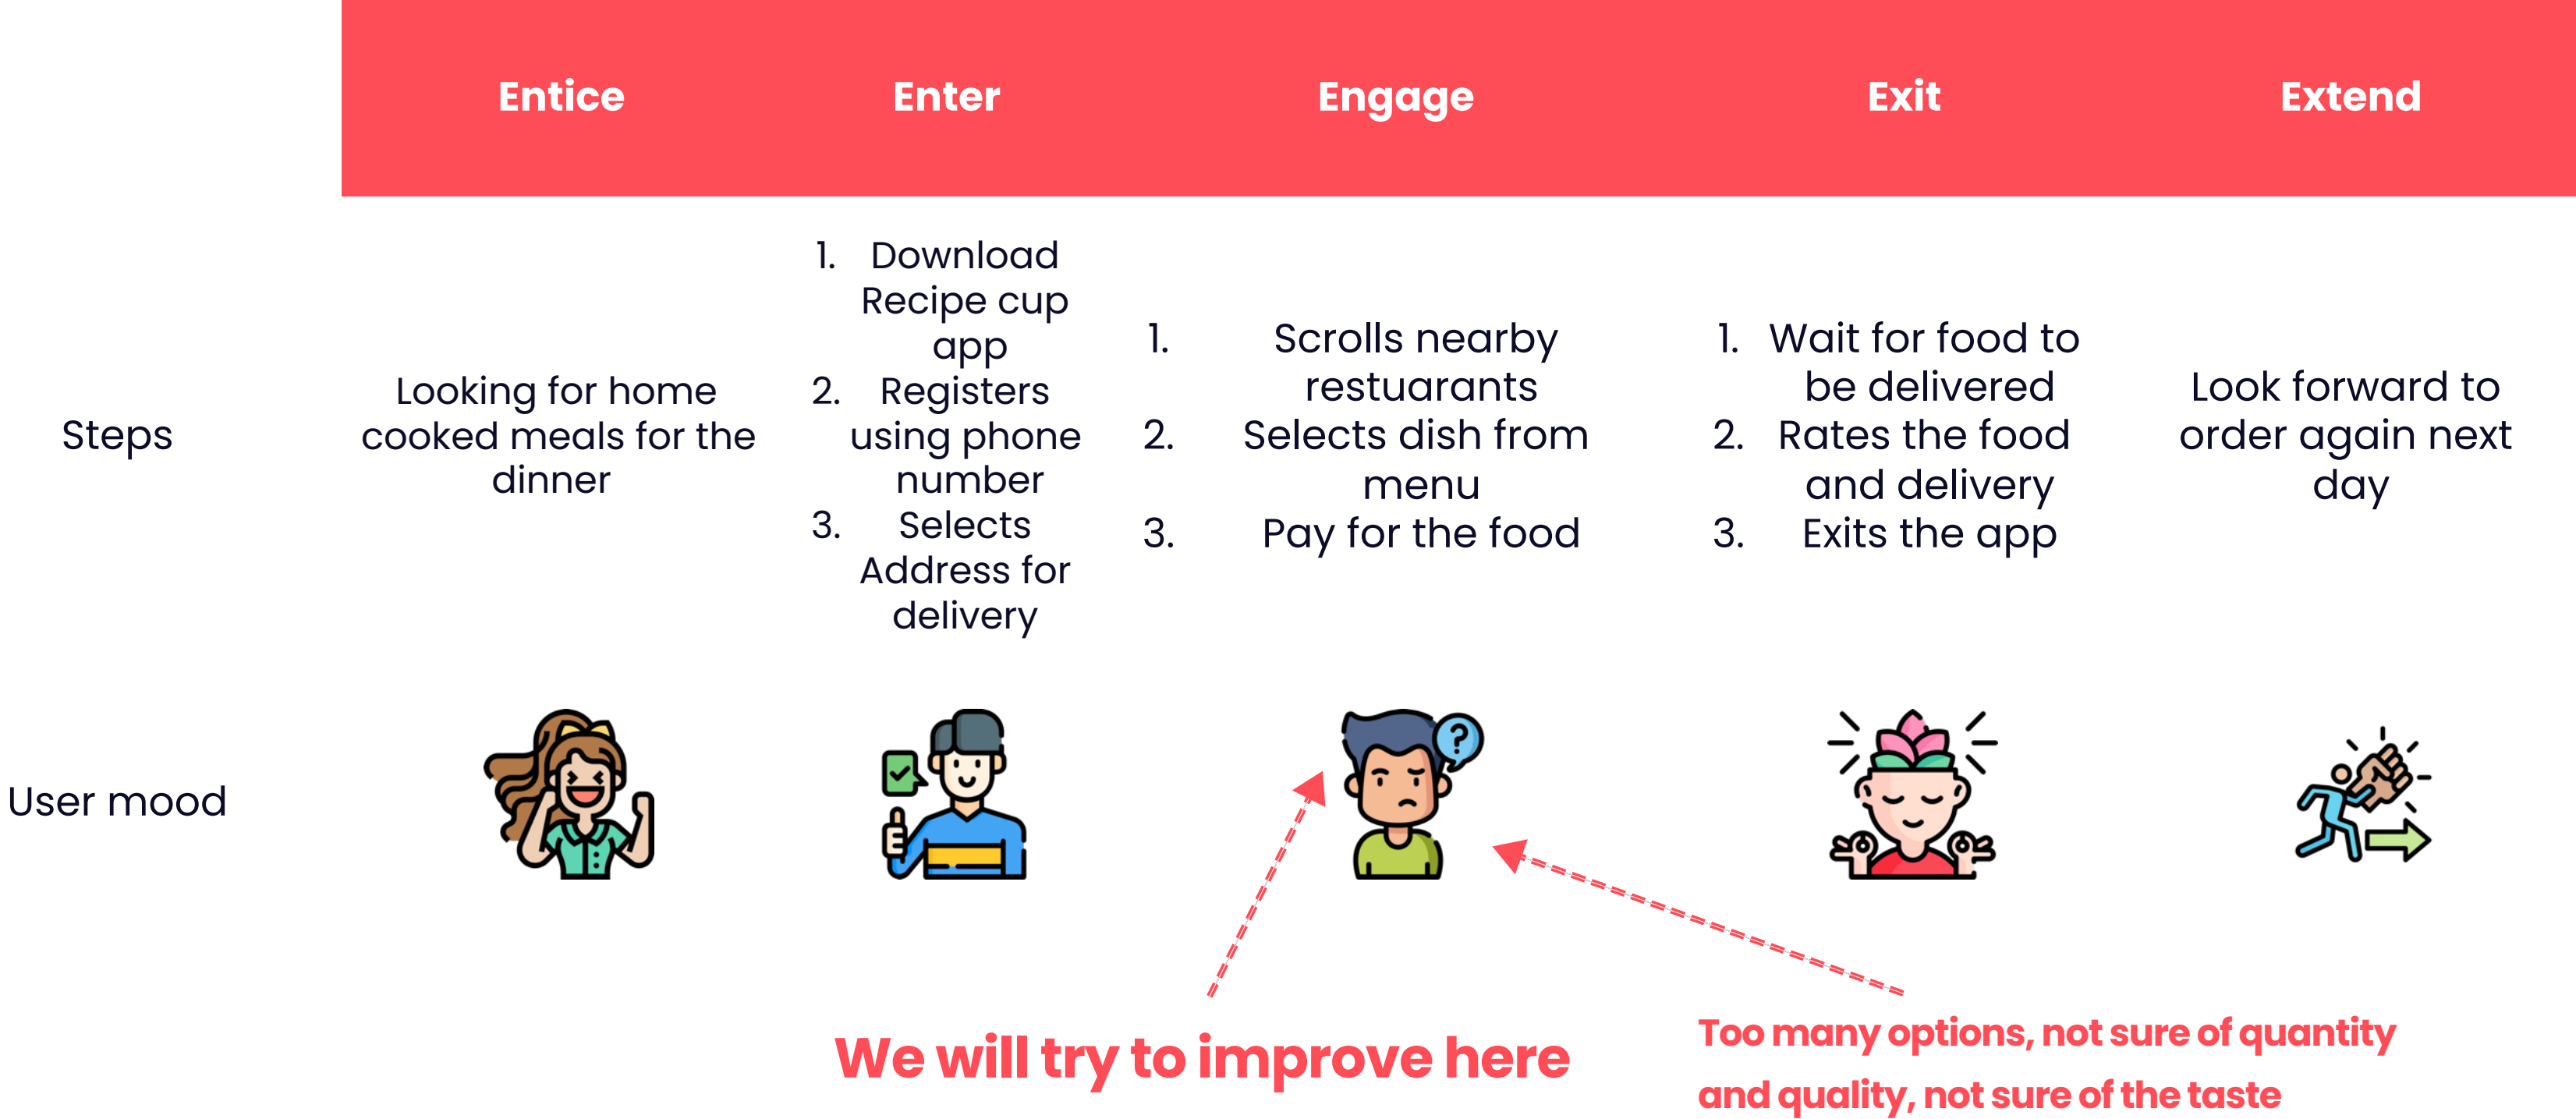 Entice
Enter
Engage
Exit
Extend
Steps
Looking for home
cooked meals for the
dinner
1. Download
Recipe cup
app
2. Registers
using phone
number
3. Selects
Address for
delivery
1. Scrolls nearby
restuarants
2. Selects dish from
menu
3. Pay for the food
1. Wait for food to
be delivered
2. Rates the food
and delivery
3. Exits the app
Look forward to
order again next
day
User mood
?
We will try to improve here
Too many options, not sure of quantity
and quality, not sure of the taste